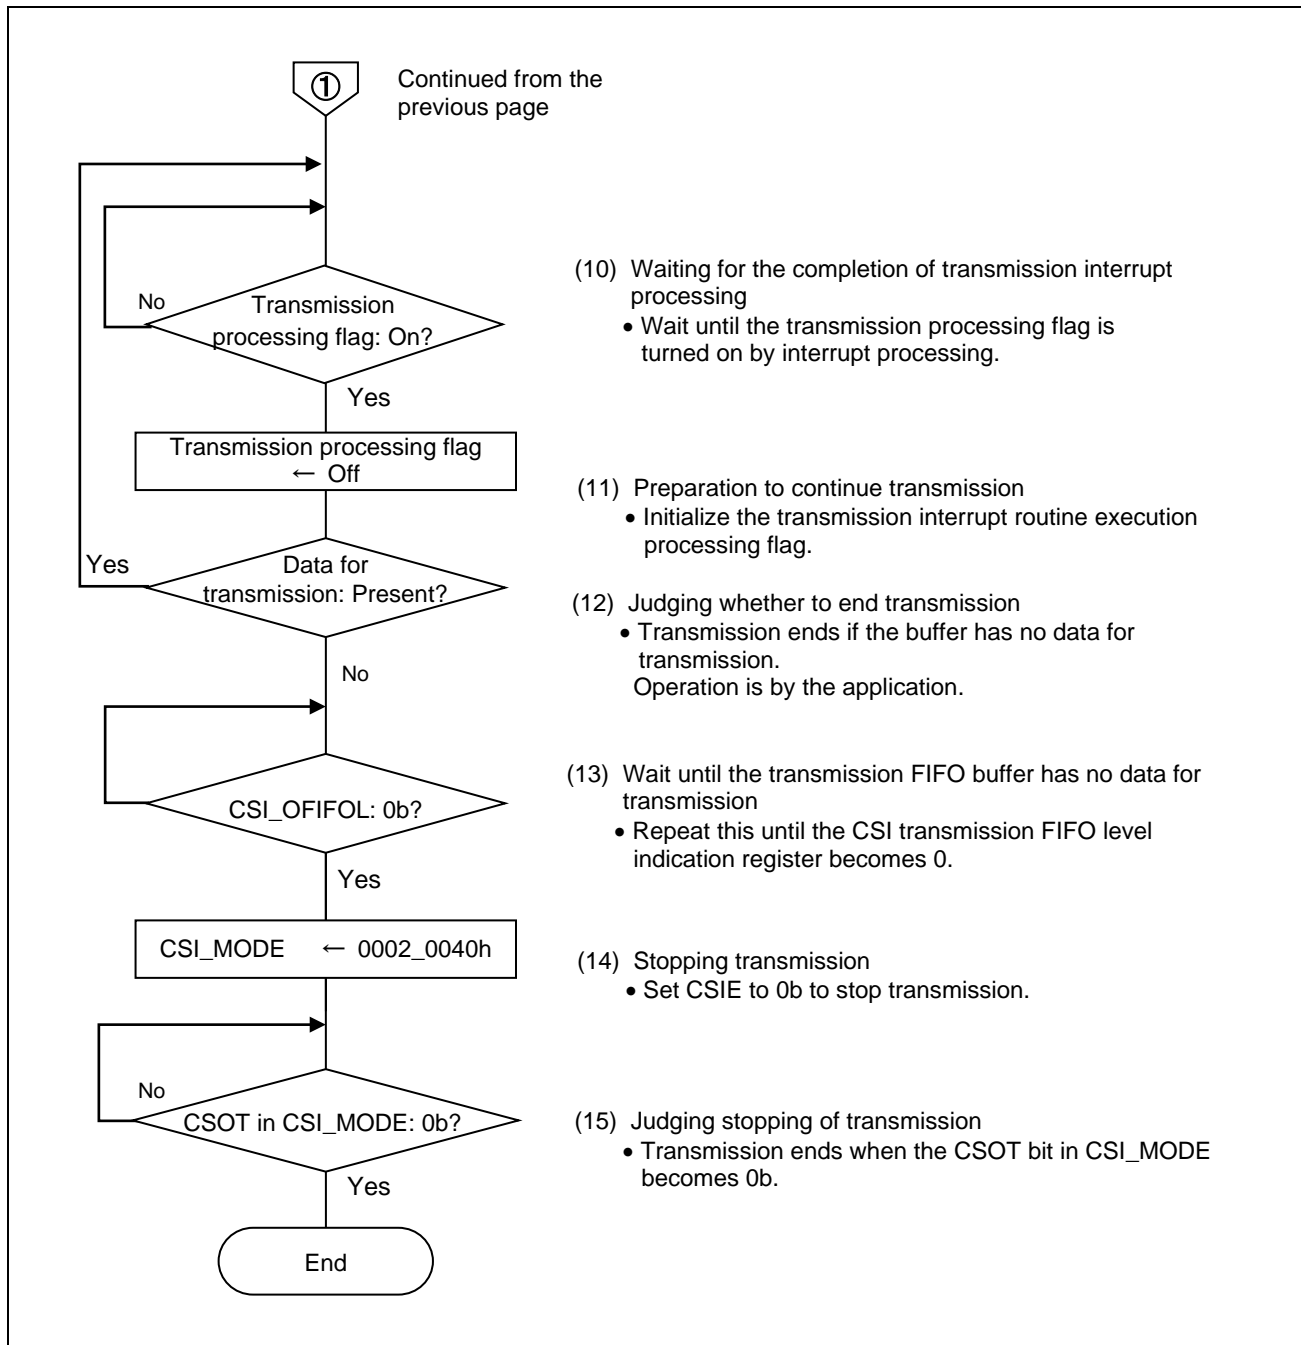 ①
Continued from the
previous page
No
Transmission
processing flag: On?
Yes
(10) Waiting for the completion of transmission interrupt
processing
• Wait until the transmission processing flag is
turned on by interrupt processing.
Transmission processing flag
← Off
(11) Preparation to continue transmission
• Initialize the transmission interrupt routine execution
processing flag.
Yes
Data for
transmission: Present?
No
(12) Judging whether to end transmission
• Transmission ends if the buffer has no data for
transmission.
Operation is by the application.
CSI_OFIFOL: 0b?
Yes
(13) Wait until the transmission FIFO buffer has no data for
transmission
• Repeat this until the CSI transmission FIFO level
indication register becomes 0.
CSI_MODE ← 0002_0040h
(14) Stopping transmission
• Set CSIE to 0b to stop transmission.
No
CSOT in CSI_MODE: 0b?
Yes
(15) Judging stopping of transmission
• Transmission ends when the CSOT bit in CSI_MODE
becomes 0b.
End